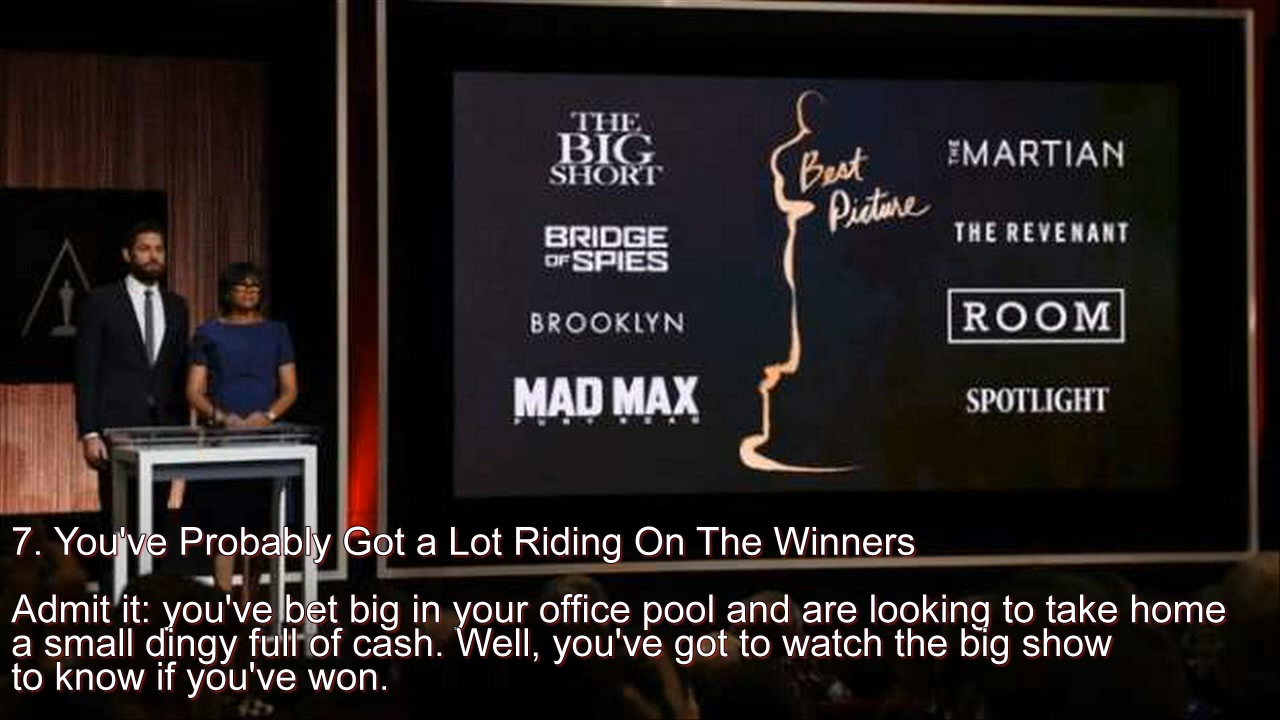 THE
BIG
SHORT
BRIDGE
OF SPIES
BROOKLYN
MAD MAX
FURY ROAD
Best
Picture
THE MARTIAN
THE REVENANT
ROOM
SPOTLIGHT
7. You've Probably Got a Lot Riding On The Winners
Admit it: you've bet big in your office pool and are looking to take home
a small dingy full of cash. Well, you've got to watch the big show
to know if you've won.